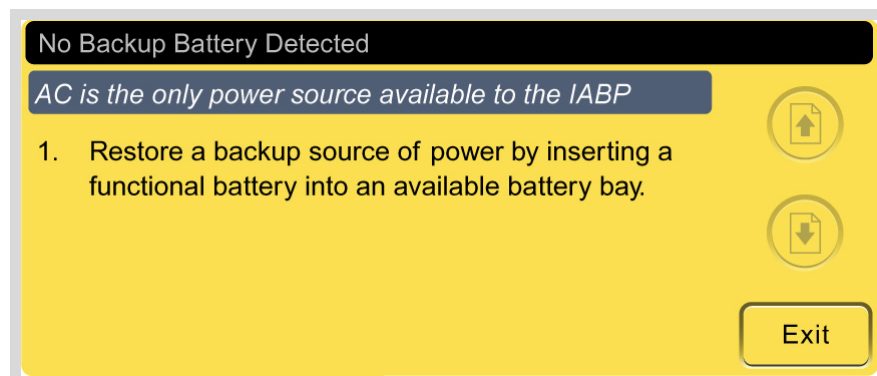 No Backup Battery Detected
AC is the only power source available to the IABP
1. Restore a backup source of power by inserting a
functional battery into an available battery bay.
Exit